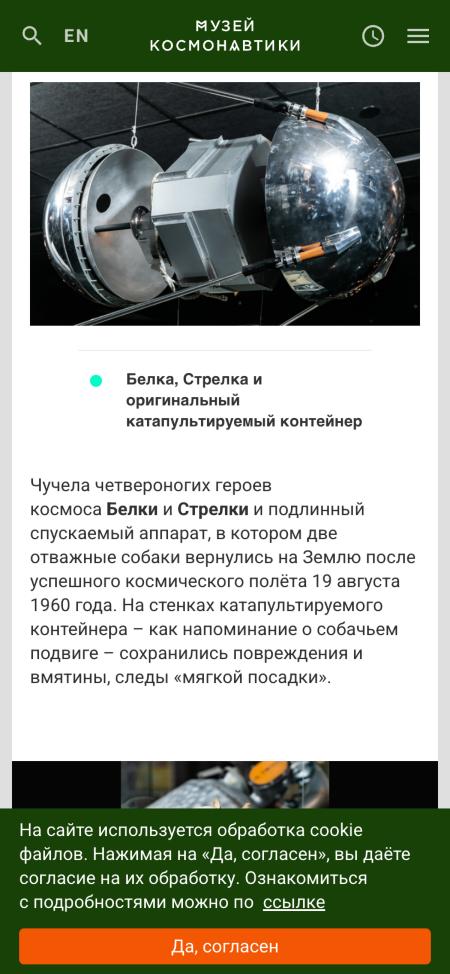 EN
МУЗЕЙ
КОСМОНАВТИКИ
Белка, Стрелка и
оригинальный
катапультируемый контейнер
Чучела четвероногих героев
космоса Белки и Стрелки и подлинный
спускаемый аппарат, в котором две
отважные собаки вернулись на Землю после
успешного космического полёта 19 августа
1960 года. На стенках катапультируемого
контейнера – как напоминание о собачьем
подвиге – сохранились повреждения и
вмятины, следы «мягкой посадки».
На сайте используется обработка cookie
файлов. Нажимая на «Да, согласен», вы даёте
согласие на их обработку. Ознакомиться
с подробностями можно по ссылке
Да, согласен